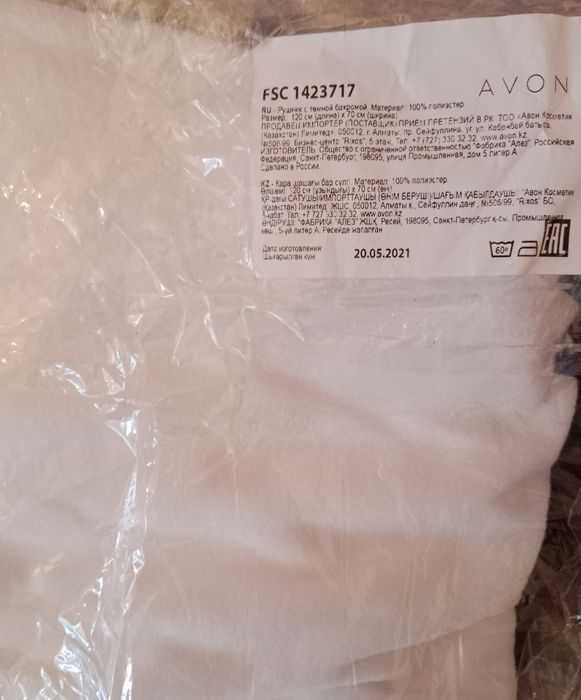 AVON
FSC 1423717
RU - Рушник с темной бахромой. Материал: 100% полиэстер
Размер: 120 см (длина) x 70 см (ширина)
ПРОДАВЕЦ/ИМПОРТЕР (ПОСТАВЩИК)/ПРИЕМ ПРЕТЕНЗИЙ В РК: ТОО «Авон Косметик
(Казахстан) Лимитед», 050012, г. Алматы, пр. Сейфуллина, уг. ул. Кабанбай батыра,
№506/99, Бизнес-центр "Rixos", 5 этаж, Тел: +7 (727) 330 32 32, www.avon.kz
ИЗГОТОВИТЕЛЬ: Общество с ограниченной ответственностью "Фабрика "Алез", Российская
Федерация, Санкт-Петербург, 198095, улица Промышленная, дом 5 литер А.
Сделано в России
KZ - Қара шашағы бар сүлгі. Материал: 100% полиэстер.
Өлшемі: 120 см (ұзындығы) x 70 см (ені)
ҚР-дағы САТУШЫ/ИМПОРТТАУШЫ (ӨНІМ БЕРУШІ)/ШАҒЫМ ҚАБЫЛДАУШЫ: "Авон Косметик
(Қазақстан) Лимитед" ЖШС, 050012, Алматы қ., Сейфуллин даңғ., №506/99, "Rixos" БО,
5-қабат. Тел: +7 727 330 32 32, www.avon.kz
ӨНДІРУШІ: "ФАБРИКА "АЛЕЗ" ЖШҚ, Ресей, 198095, Санкт-Петербург қ-сы, Промышленная
көш., 5-үй литер А. Ресейде жасалған
Дата изготовления:
Шығарылған күні: 20.05.2021
60° EAC